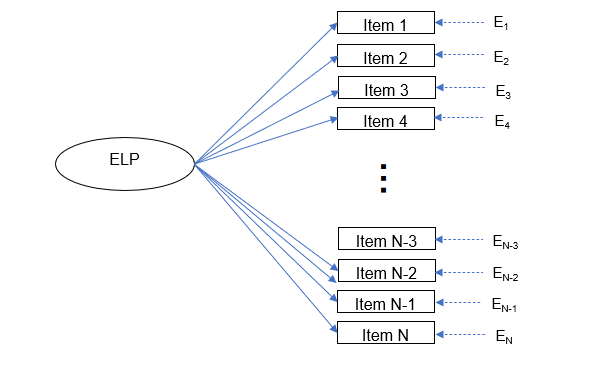 Item 1 E1
Item 2 E2
Item 3 E3
Item 4 E4
ELP
Item N-3 EN-3
Item N-2 EN-2
Item N-1 EN-1
Item N EN